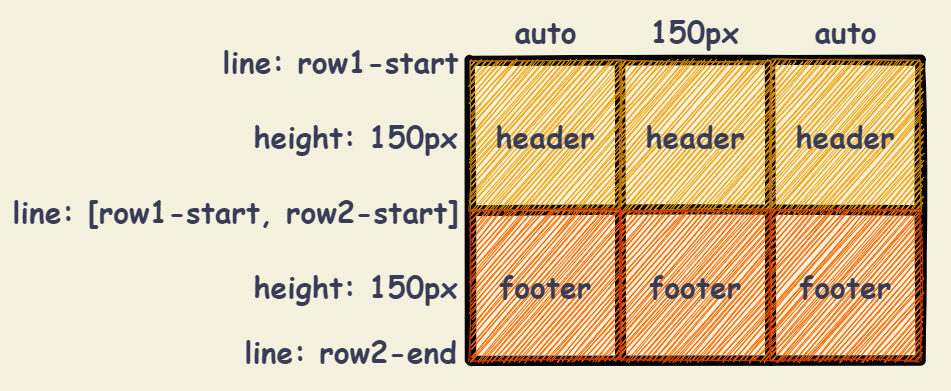 auto 150px auto
line: row1-start
height: 150px header header header
line: [row1-start, row2-start]
height: 150px footer footer footer
line: row2-end